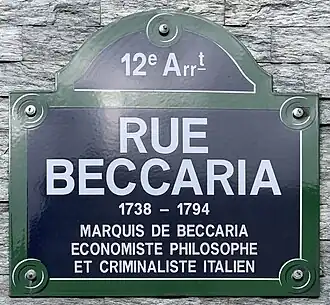 12e Arrt
RUE
BECCARIA
1738 – 1794
MARQUIS DE BECCARIA
ECONOMISTE PHILOSOPHE
ET CRIMINALISTE ITALIEN